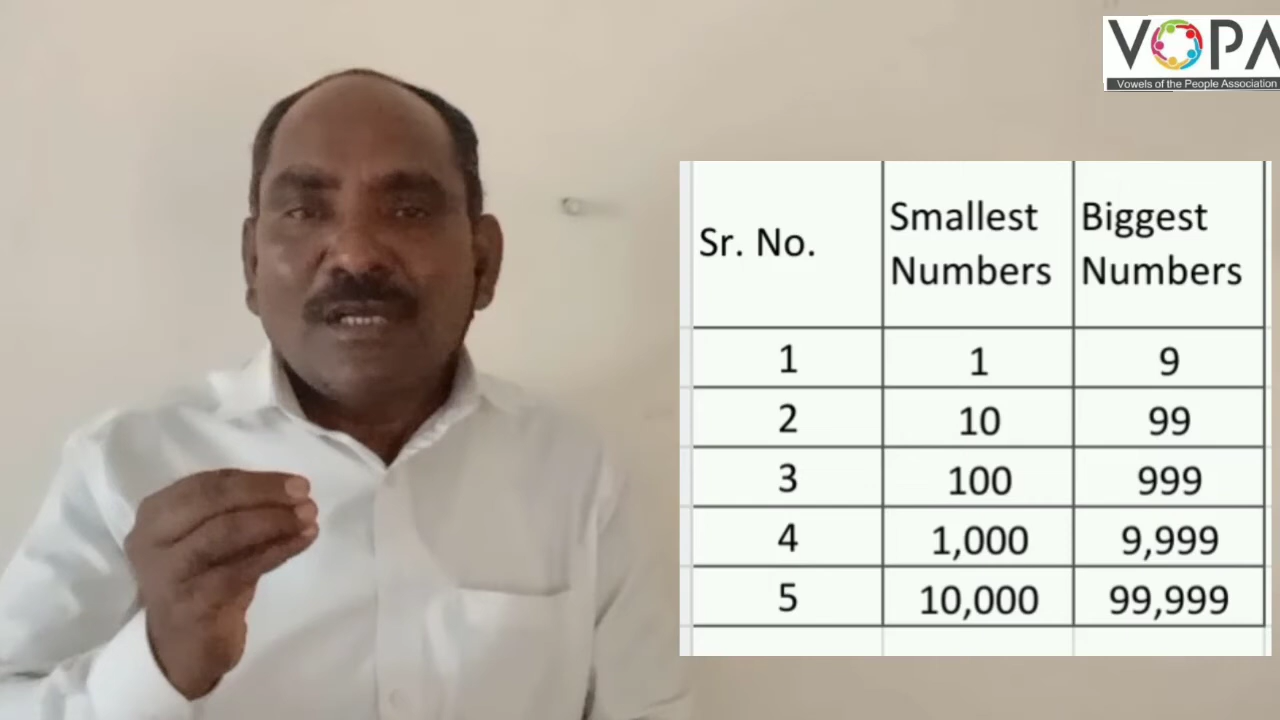 VOPA
Vowels of the People Association
Sr. No. Smallest Numbers Biggest Numbers
1 1 9
2 10 99
3 100 999
4 1,000 9,999
5 10,000 99,999